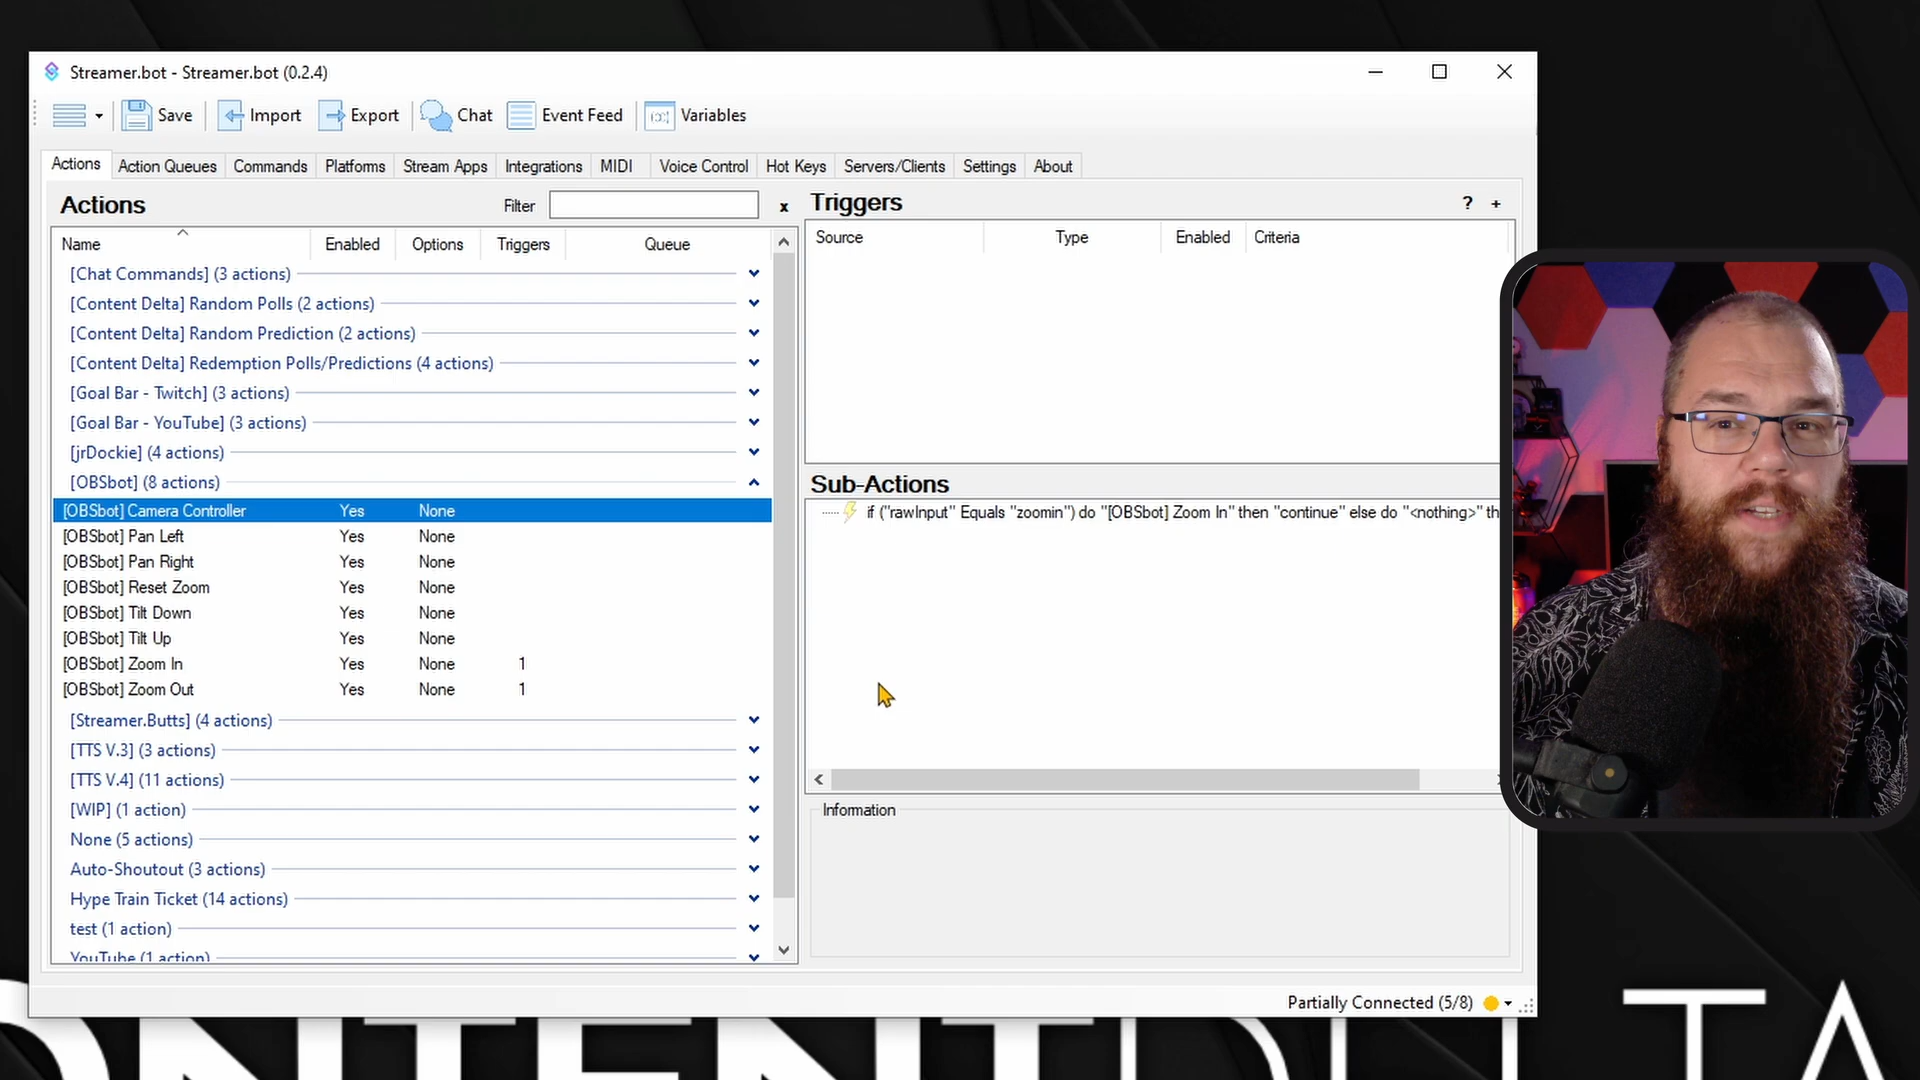 Streamer.bot - Streamer.bot (0.2.4)
Save
Import
Export
Chat
Event Feed
Variables
Actions
Action Queues
Commands
Platforms
Stream Apps
Integrations
MIDI
Voice Control
Hot Keys
Servers/Clients
Settings
About
Actions
Filter
x
Name
Enabled
Options
Triggers
Queue
[Chat Commands] (3 actions)
[Content Delta] Random Polls (2 actions)
[Content Delta] Random Prediction (2 actions)
[Content Delta] Redemption Polls/Predictions (4 actions)
[Goal Bar - Twitch] (3 actions)
[Goal Bar - YouTube] (3 actions)
[jrDockie] (4 actions)
[OBSbot] (8 actions)
[OBSbot] Camera Controller Yes None
[OBSbot] Pan Left Yes None
[OBSbot] Pan Right Yes None
[OBSbot] Reset Zoom Yes None
[OBSbot] Tilt Down Yes None
[OBSbot] Tilt Up Yes None
[OBSbot] Zoom In Yes None 1
[OBSbot] Zoom Out Yes None 1
[Streamer.Butts] (4 actions)
[TTS V.3] (3 actions)
[TTS V.4] (11 actions)
[WIP] (1 action)
None (5 actions)
Auto-Shoutout (3 actions)
Hype Train Ticket (14 actions)
test (1 action)
YouTube (1 action)
Triggers
? +
Source
Type
Enabled
Criteria
Sub-Actions
if ("rawInput" Equals "zoomin") do "[OBSbot] Zoom In" then "continue" else do "<nothing>" th
Information
Partially Connected (5/8)